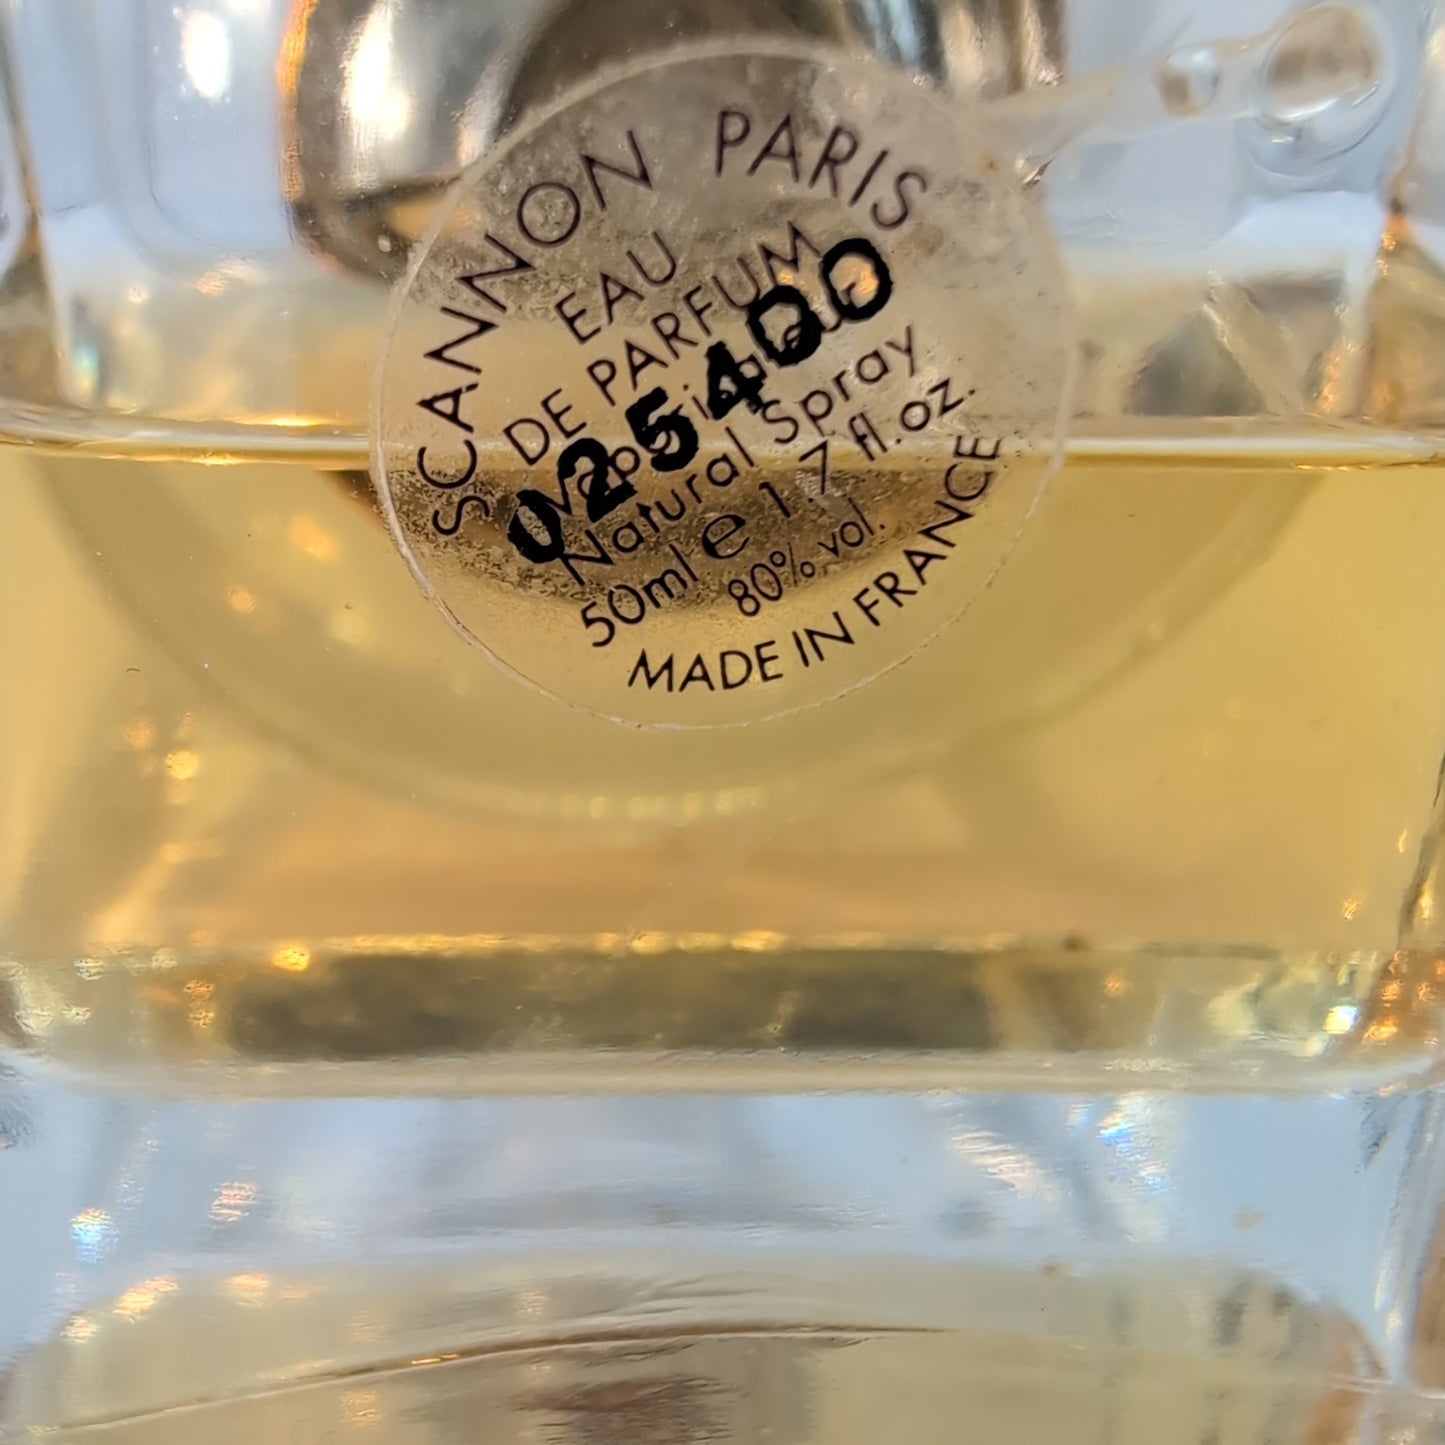 SCANNON PARIS
EAU
DE PARFUM
025400
Natural Spray
50ml e 1.7 fl.oz.
80% vol.
MADE IN FRANCE